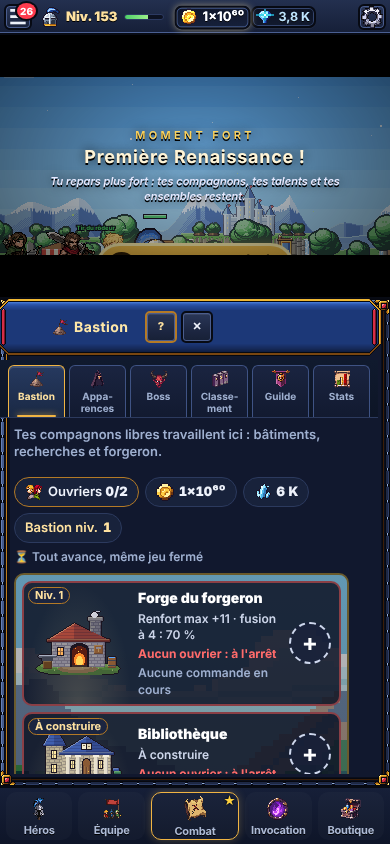 26
Niv. 153
1×10⁶⁰
3,8 K
MOMENT FORT
Première Renaissance !
Tu repars plus fort : tes compagnons, tes talents et tes
ensembles restent.
Bastion
?
×
Bastion
Appa-
rences
Boss
Classe-
ment
Guilde
Stats
Tes compagnons libres travaillent ici : bâtiments,
recherches et forgeron.
Ouvriers 0/2
1×10⁶⁰
6 K
Bastion niv. 1
Tout avance, même jeu fermé
Niv. 1
Forge du forgeron
Renfort max +11 · fusion
à 4 : 70 %
Aucun ouvrier : à l'arrêt
Aucune commande en
cours
+
À construire
Bibliothèque
À construire
Aucun ouvrier : à l'arrêt
+
Héros
Équipe
Combat
Invocation
Boutique